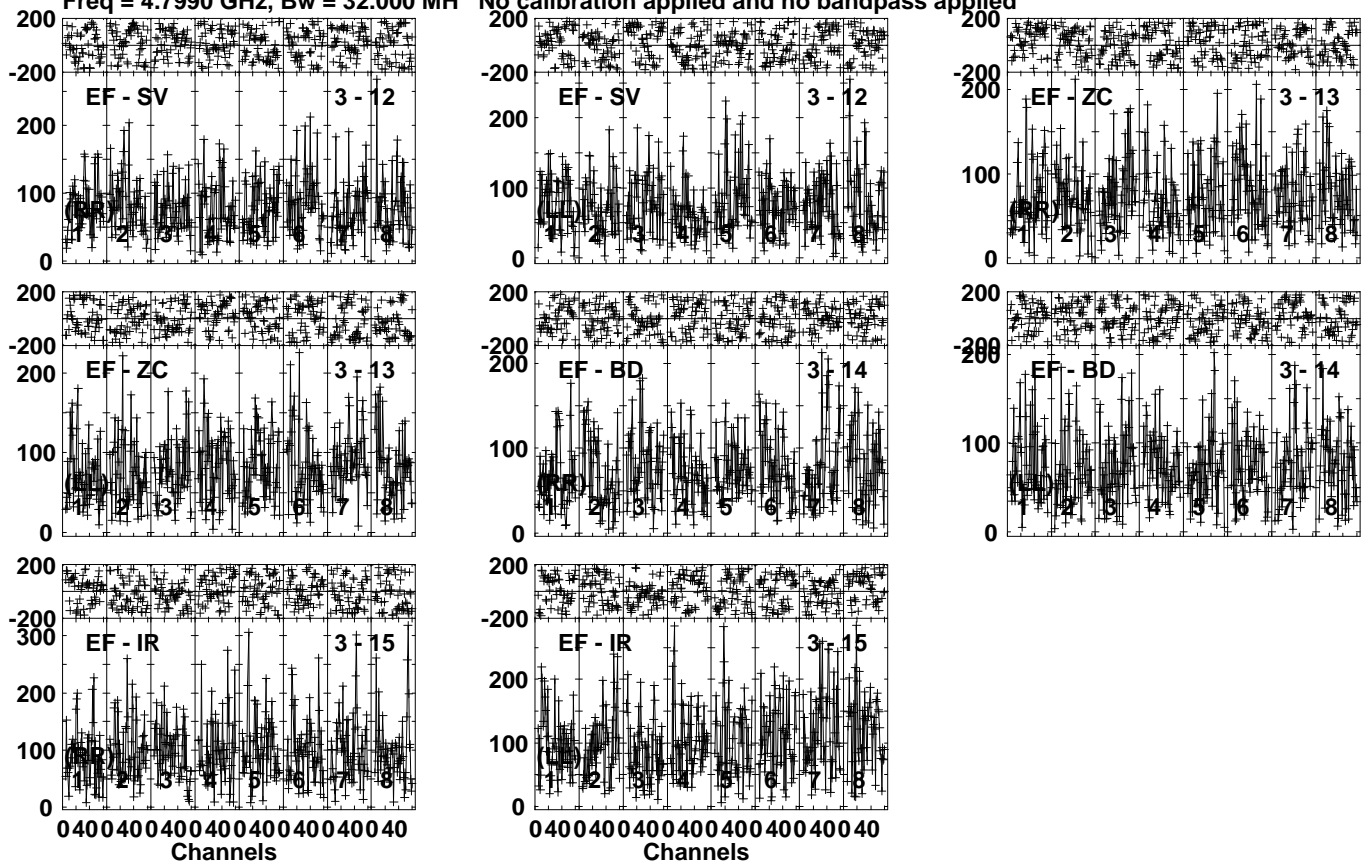 Freq = 4.7990 GHz, Bw = 32.000 MH No calibration applied and no bandpass applied
200
-200
EF - SV 3 - 12
200
100
0
(RR)
1 2 3 4 5 6 7 8
200
-200
EF - SV 3 - 12
200
100
0
(LL)
1 2 3 4 5 6 7 8
200
-200
EF - ZC 3 - 13
200
100
0
(RR)
1 2 3 4 5 6 7 8
200
-200
EF - ZC 3 - 13
200
100
0
(LL)
1 2 3 4 5 6 7 8
200
-200
EF - BD 3 - 14
200
100
0
(RR)
1 2 3 4 5 6 7 8
200
-200
EF - BD 3 - 14
200
100
0
(LL)
1 2 3 4 5 6 7 8
200
-200
EF - IR 3 - 15
300
200
100
0
(RR)
1 2 3 4 5 6 7 8
0 40 0 40 0 40 0 40 0 40 0 40 0 40 0 40
Channels
200
-200
EF - IR 3 - 15
200
100
0
(LL)
1 2 3 4 5 6 7 8
0 40 0 40 0 40 0 40 0 40 0 40 0 40 0 40
Channels